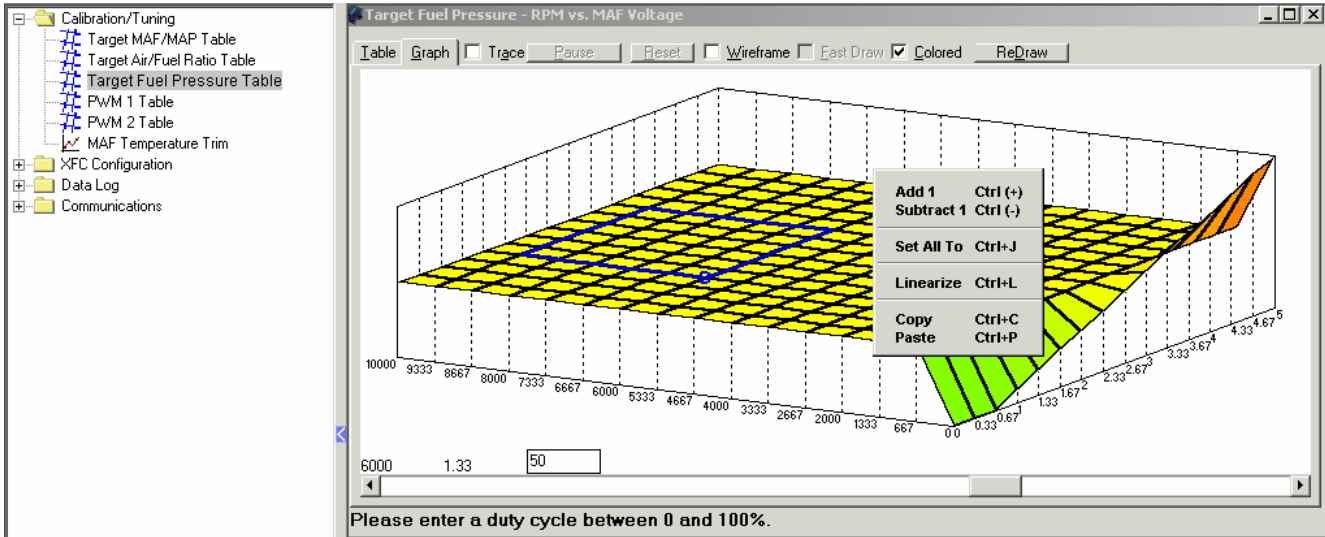 Calibration/Tuning
Target MAF/MAP Table
Target Air/Fuel Ratio Table
Target Fuel Pressure Table
PWM 1 Table
PWM 2 Table
MAF Temperature Trim
XFC Configuration
Data Log
Communications
Target Fuel Pressure - RPM vs. MAF Voltage
Table Graph Trace Pause Reset Wireframe Fast Draw Colored ReDraw
Add 1 Ctrl (+)
Subtract 1 Ctrl (-)
Set All To Ctrl+J
Linearize Ctrl+L
Copy Ctrl+C
Paste Ctrl+P
10000 9333 8667 8000 7333 6667 6000 5333 4667 4000 3333 2667 2000 1333 667 0
0 0.33 0.67 1 1.33 1.67 2 2.33 2.67 3 3.33 3.67 4 4.33 4.67 5
6000 1.33 50
Please enter a duty cycle between 0 and 100%.